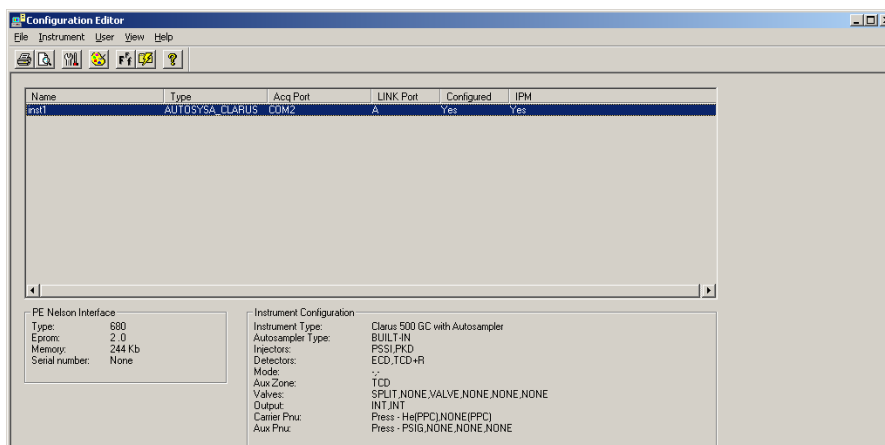 Configuration Editor
File Instrument User View Help
Name Type Acq Port LINK Port Configured IPM
inst1 AUTOSYSA_CLARUS COM2 A Yes Yes
PE Nelson Interface
Type: 680
Eprom: 2 .0
Memory: 244 Kb
Serial number: None
Instrument Configuration
Instrument Type: Clarus 500 GC with Autosampler
Autosampler Type: BUILT-IN
Injectors: PSSI,PKD
Detectors: ECD,TCD+R
Mode: -,-
Aux Zone: TCD
Valves: SPLIT,NONE,VALVE,NONE,NONE,NONE
Output: INT,INT
Carrier Pnu: Press - He(PPC),NONE(PPC)
Aux Pnu: Press - PSIG,NONE,NONE,NONE